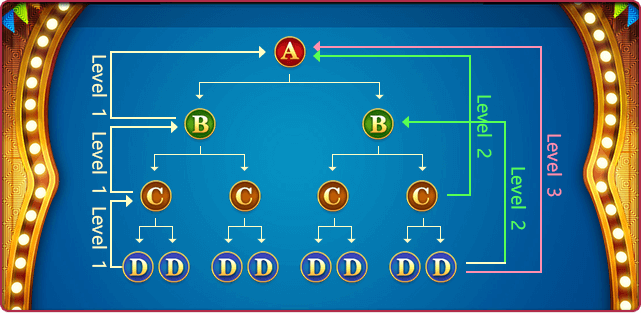 A
B B
C C C C
D D D D D D D D
Level 1
Level 1
Level 1
Level 2
Level 2
Level 3